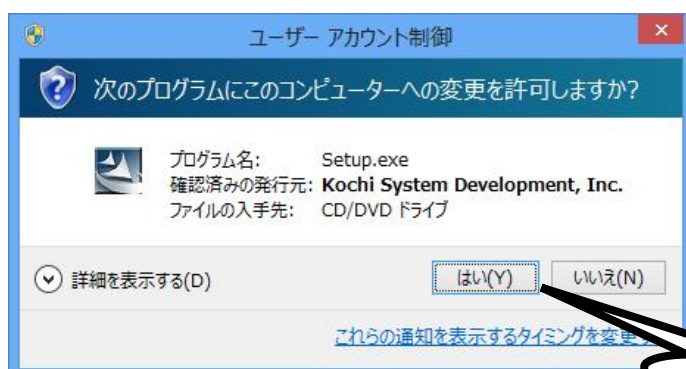 ユーザー アカウント制御
次のプログラムにこのコンピューターへの変更を許可しますか?
プログラム名: Setup.exe
確認済みの発行元: Kochi System Development, Inc.
ファイルの入手先: CD/DVD ドライブ
詳細を表示する(D) はい(Y) いいえ(N)
これらの通知を表示するタイミングを変更